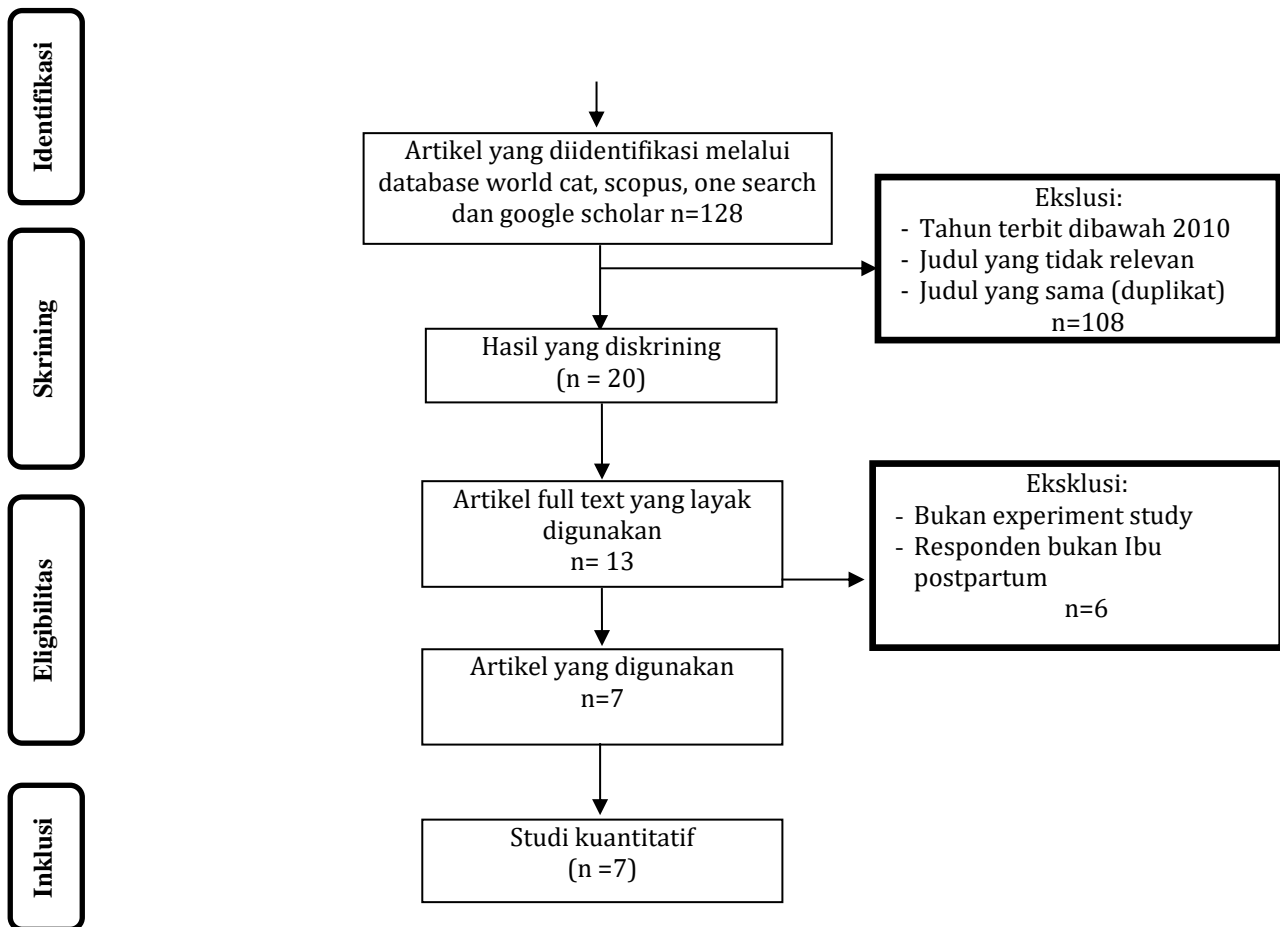 Identifikasi
Artikel yang diidentifikasi melalui
database world cat, scopus, one search
dan google scholar n=128
Ekslusi:
- Tahun terbit dibawah 2010
- Judul yang tidak relevan
- Judul yang sama (duplikat)
n=108
Skrining
Hasil yang diskrining
(n = 20)
Artikel full text yang layak
digunakan
n= 13
Eksklusi:
- Bukan experiment study
- Responden bukan Ibu
postpartum
n=6
Eligibilitas
Artikel yang digunakan
n=7
Inklusi
Studi kuantitatif
(n =7)